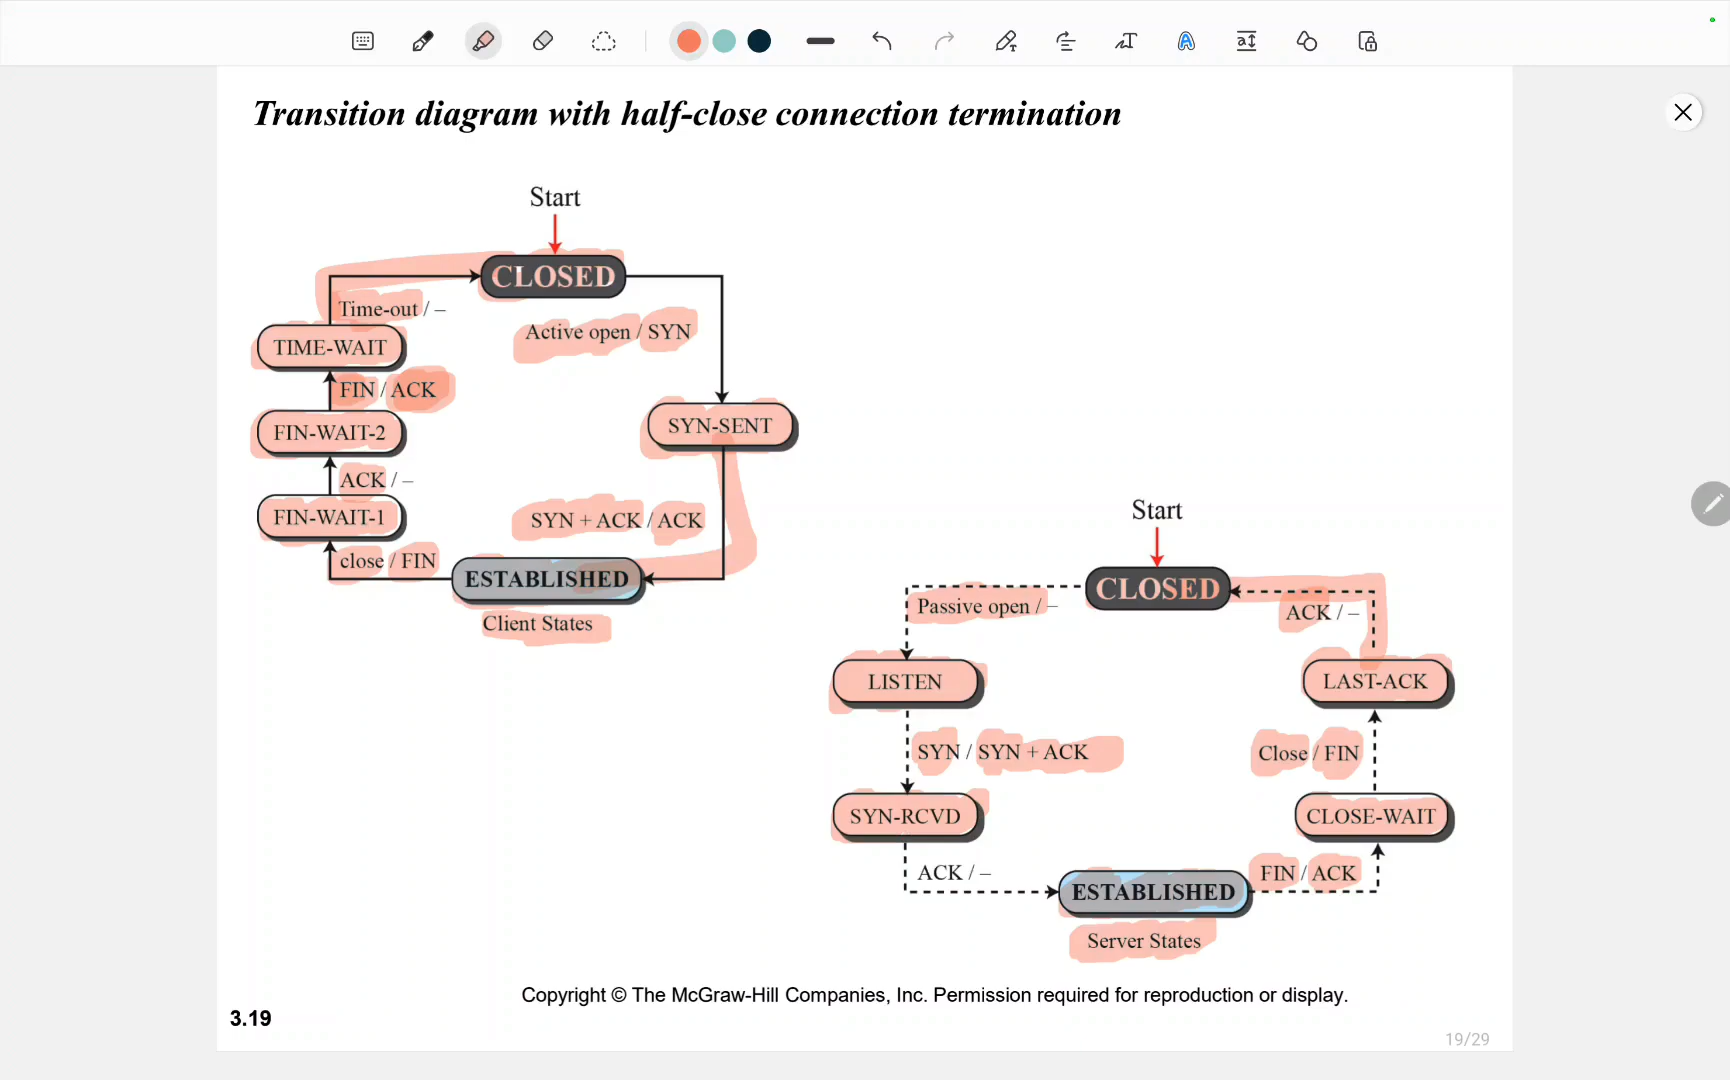 Transition diagram with half-close connection termination
Start
CLOSED
Time-out / –
Active open / SYN
TIME-WAIT
FIN / ACK
SYN-SENT
FIN-WAIT-2
ACK / –
FIN-WAIT-1
SYN + ACK / ACK
close / FIN
ESTABLISHED
Client States
Start
CLOSED
Passive open / –
ACK / –
LISTEN
LAST-ACK
SYN / SYN + ACK
Close / FIN
SYN-RCVD
CLOSE-WAIT
ACK / –
FIN / ACK
ESTABLISHED
Server States
Copyright © The McGraw-Hill Companies, Inc. Permission required for reproduction or display.
3.19
19/29